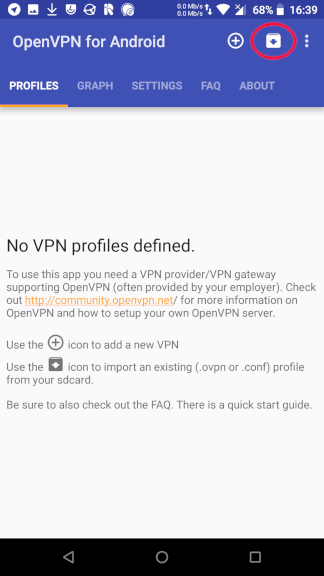 0.0 Mb/s
0.0 Mb/s
68%
16:39
OpenVPN for Android
PROFILES GRAPH SETTINGS FAQ ABOUT
No VPN profiles defined.
To use this app you need a VPN provider/VPN gateway
supporting OpenVPN (often provided by your employer). Check
out http://community.openvpn.net/ for more information on
OpenVPN and how to setup your own OpenVPN server.
Use the icon to add a new VPN
Use the icon to import an existing (.ovpn or .conf) profile
from your sdcard.
Be sure to also check out the FAQ. There is a quick start guide.